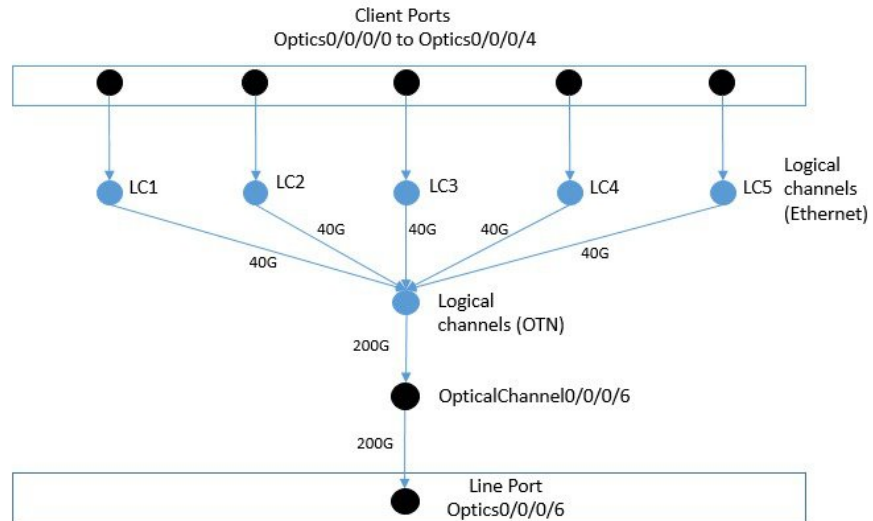 Client Ports
Optics0/0/0/0 to Optics0/0/0/4
LC1
LC2
LC3
LC4
LC5
Logical
channels
(Ethernet)
40G
40G
40G
40G
40G
Logical
channels (OTN)
200G
OpticalChannel0/0/0/6
200G
Line Port
Optics0/0/0/6